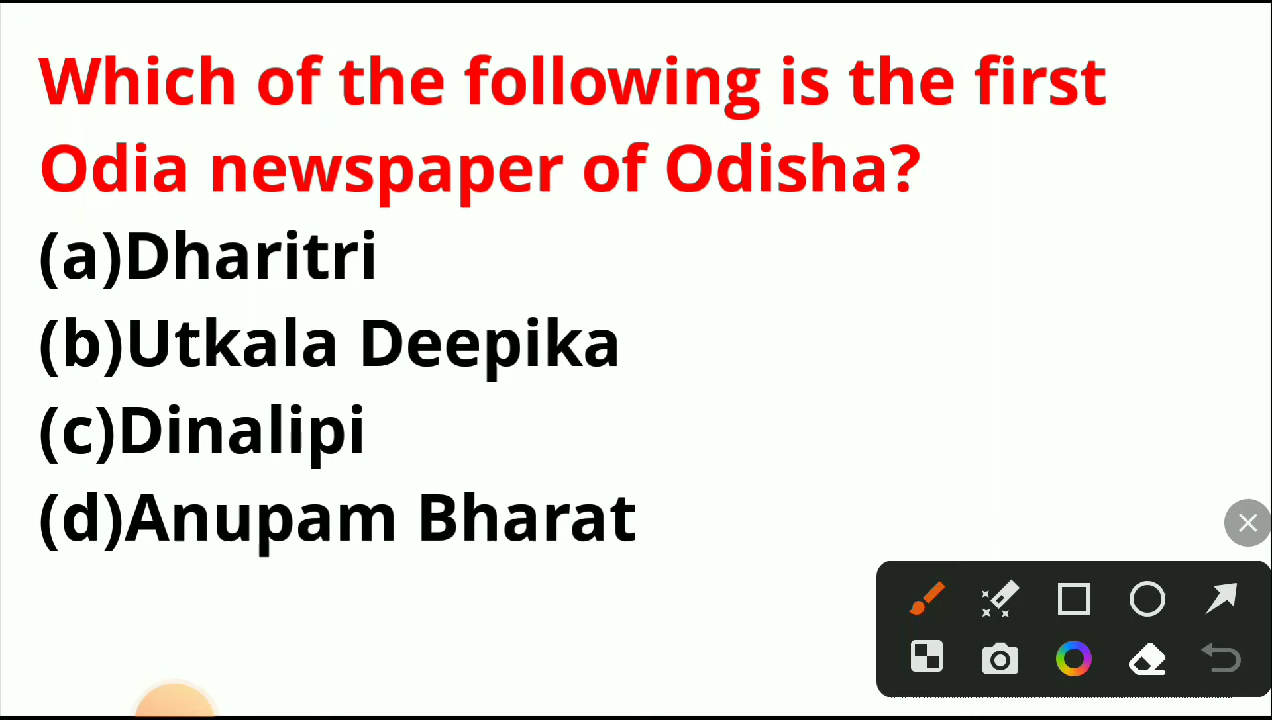 Which of the following is the first
Odia newspaper of Odisha?
(a)Dharitri
(b)Utkala Deepika
(c)Dinalipi
(d)Anupam Bharat